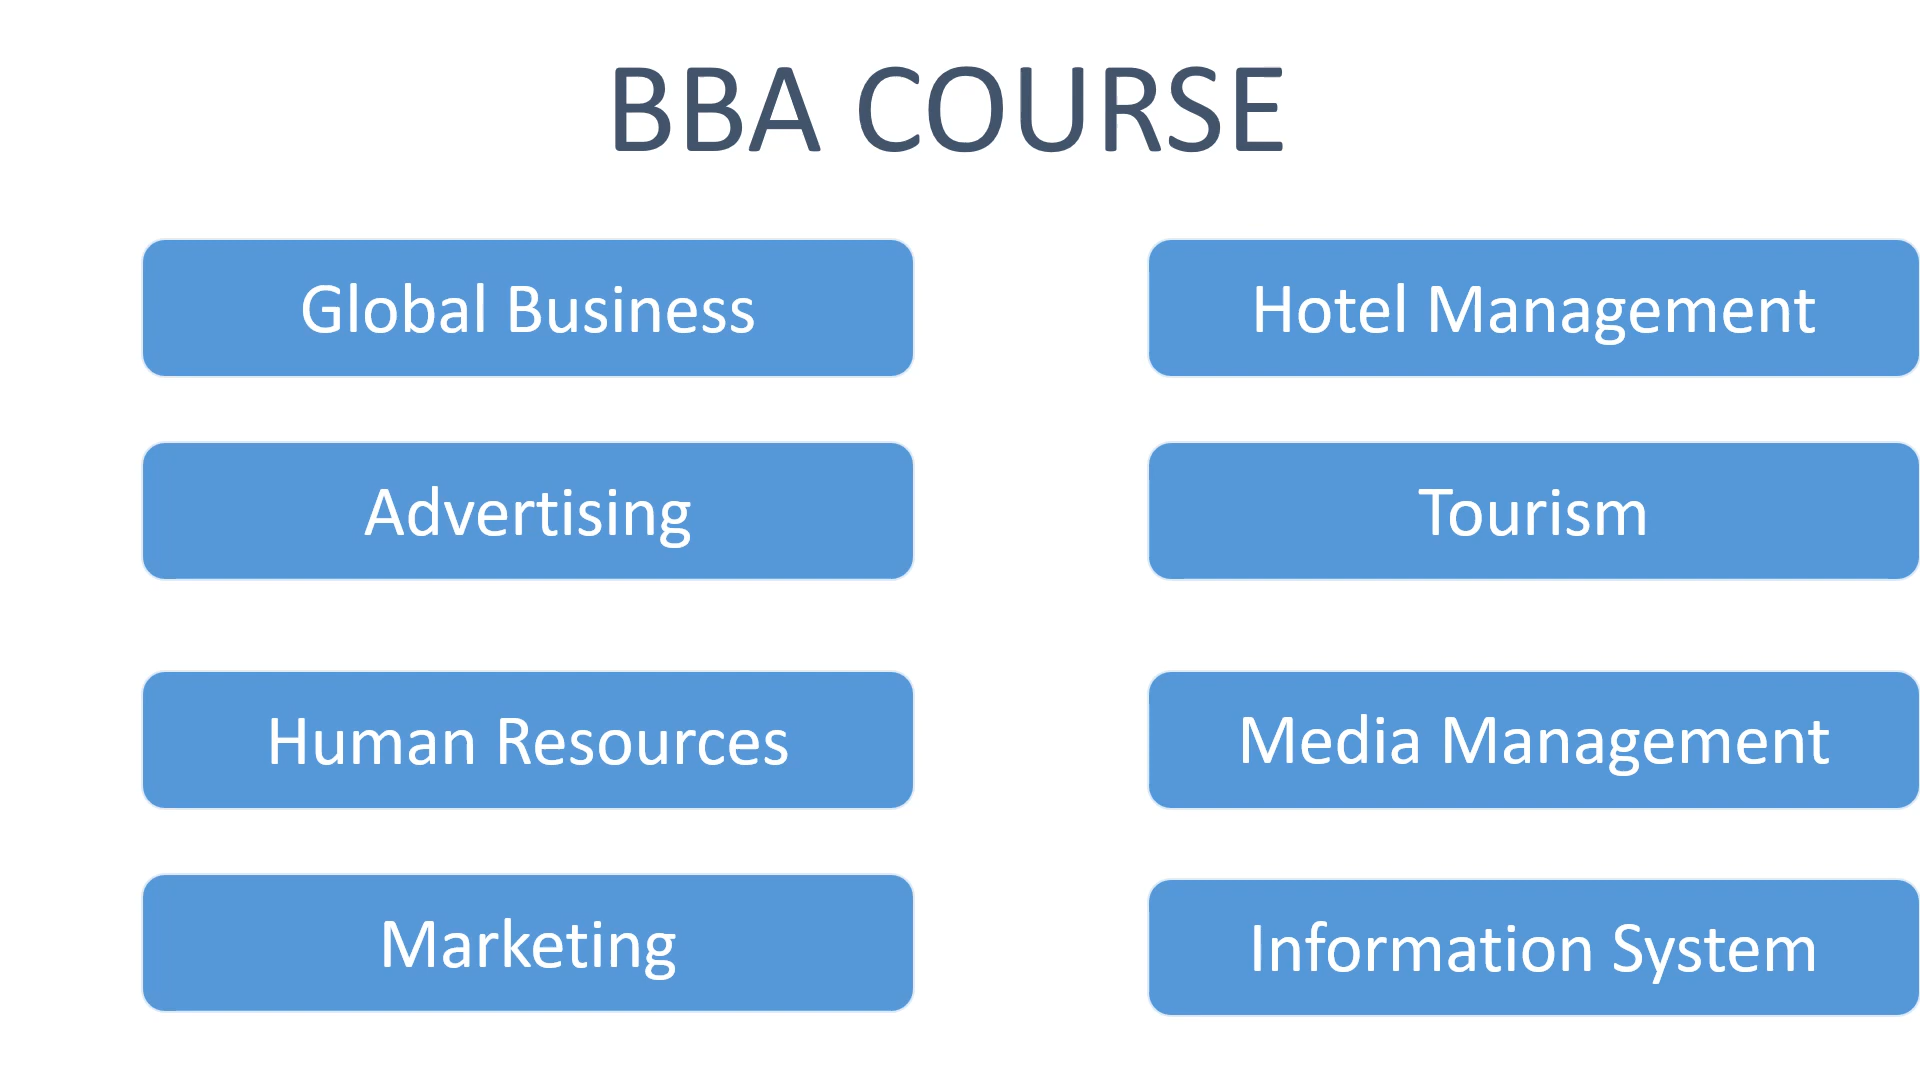 BBA COURSE
Global Business
Hotel Management
Advertising
Tourism
Human Resources
Media Management
Marketing
Information System